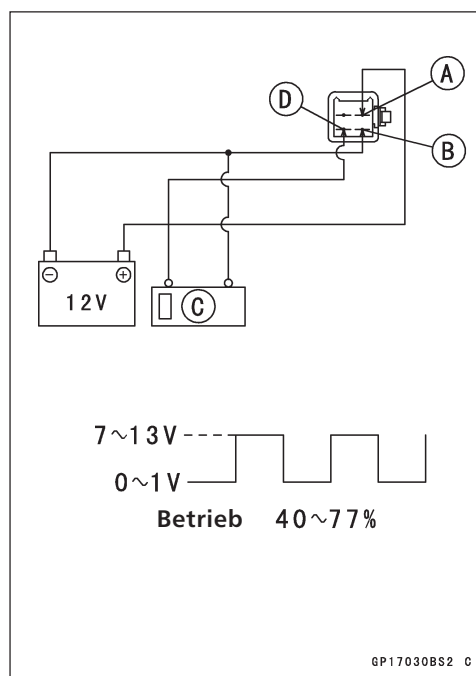 A
D
B
− +
12V
C
7～13V
0～1V
Betrieb 40～77%
GP17030BS2 C